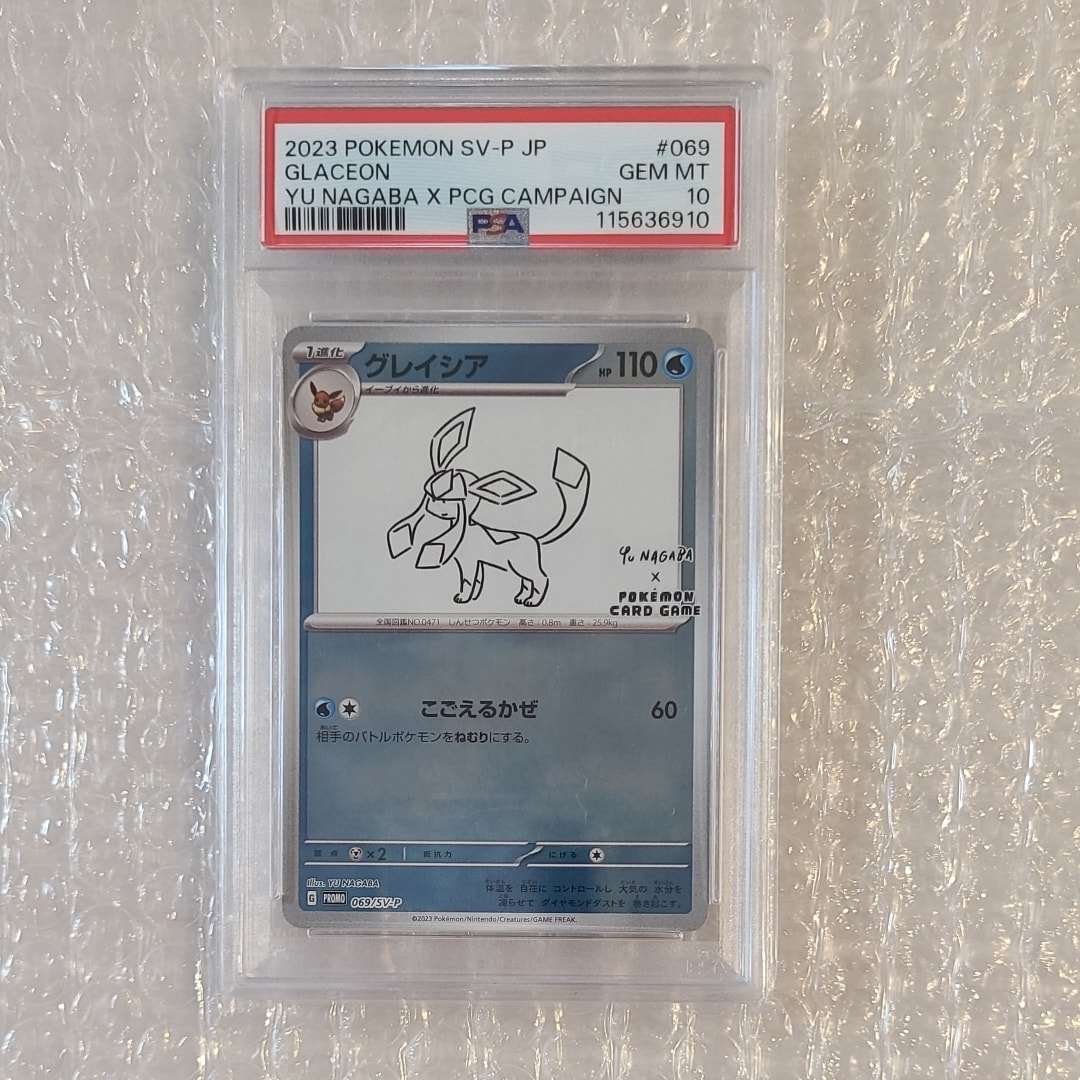 2023 POKEMON SV-P JP #069
GLACEON GEM MT
YU NAGABA X PCG CAMPAIGN 10
PSA 115636910
1進化 グレイシア HP 110
イーブイから進化
YU NAGABA
×
POKÉMON
CARD GAME
全国図鑑NO.0471 しんせつポケモン 高さ:0.8m 重さ:25.9kg
こごえるかぜ 60
相手のバトルポケモンをねむりにする。
弱点 ×2 抵抗力 にげる
Illus. YU NAGABA
体温を 自在に コントロールし 大気の 水分を
凍らせて ダイヤモンドダストを 巻き起こす。
G PROMO 069/SV-P
©2023 Pokémon/Nintendo/Creatures/GAME FREAK.